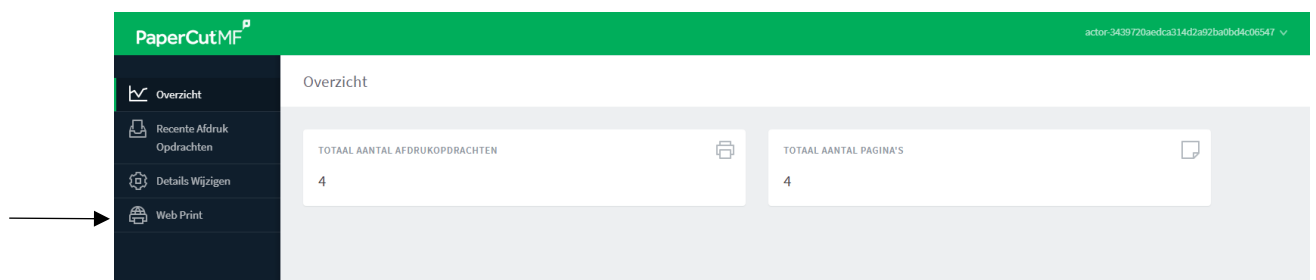 PaperCutMF
actor-3439720aedca314d2a92ba0bd4c06547
Overzicht
Overzicht
Recente Afdruk
Opdrachten
Details Wijzigen
Web Print
TOTAAL AANTAL AFDRUKOPDRACHTEN
4
TOTAAL AANTAL PAGINA'S
4